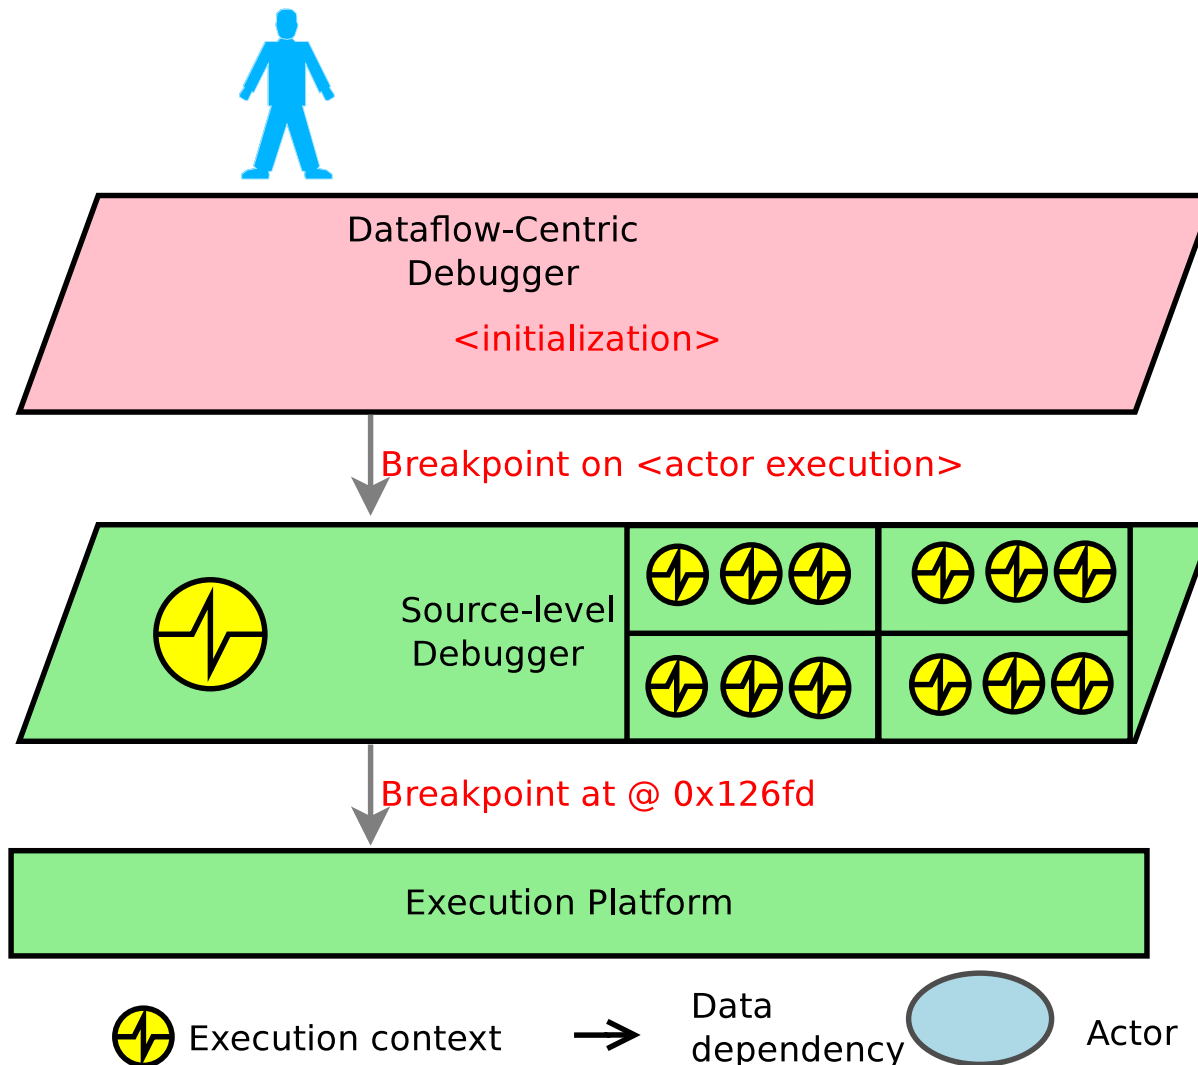 Dataflow-Centric
Debugger
<initialization>
Breakpoint on <actor execution>
Source-level
Debugger
Breakpoint at @ 0x126fd
Execution Platform
Execution context
Data
dependency
Actor